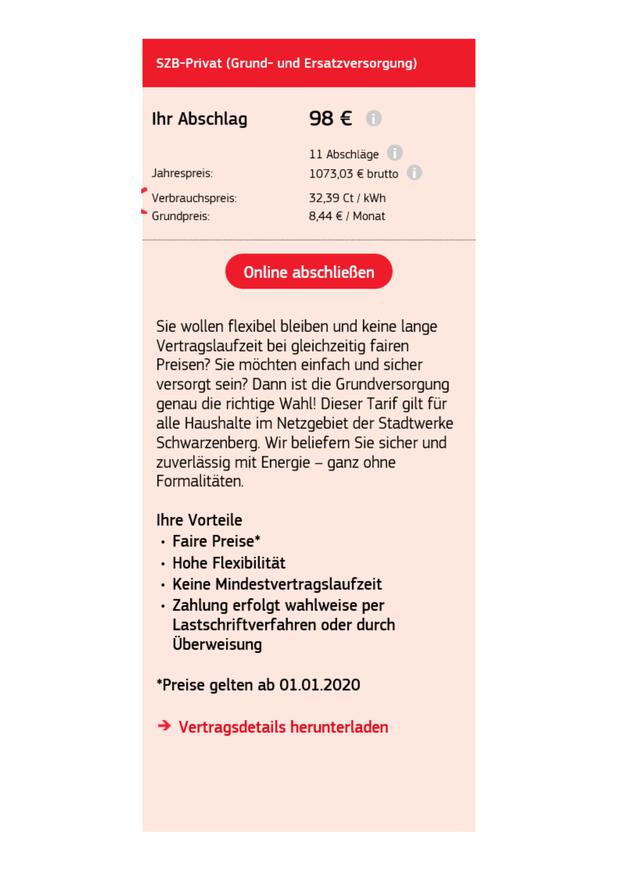 SZB-Privat (Grund- und Ersatzversorgung)
Ihr Abschlag 98 € i
11 Abschläge i
Jahrespreis: 1073,03 € brutto i
Verbrauchspreis: 32,39 Ct / kWh
Grundpreis: 8,44 € / Monat
Online abschließen
Sie wollen flexibel bleiben und keine lange
Vertragslaufzeit bei gleichzeitig fairen
Preisen? Sie möchten einfach und sicher
versorgt sein? Dann ist die Grundversorgung
genau die richtige Wahl! Dieser Tarif gilt für
alle Haushalte im Netzgebiet der Stadtwerke
Schwarzenberg. Wir beliefern Sie sicher und
zuverlässig mit Energie – ganz ohne
Formalitäten.
Ihre Vorteile
• Faire Preise*
• Hohe Flexibilität
• Keine Mindestvertragslaufzeit
• Zahlung erfolgt wahlweise per
Lastschriftverfahren oder durch
Überweisung
*Preise gelten ab 01.01.2020
→ Vertragsdetails herunterladen